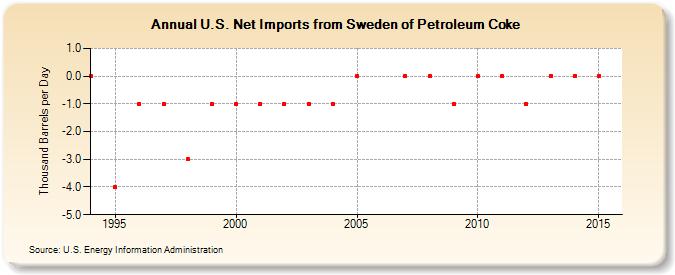 Annual U.S. Net Imports from Sweden of Petroleum Coke
Thousand Barrels per Day
1.0
0.0
-1.0
-2.0
-3.0
-4.0
-5.0
1995 2000 2005 2010 2015
Source: U.S. Energy Information Administration